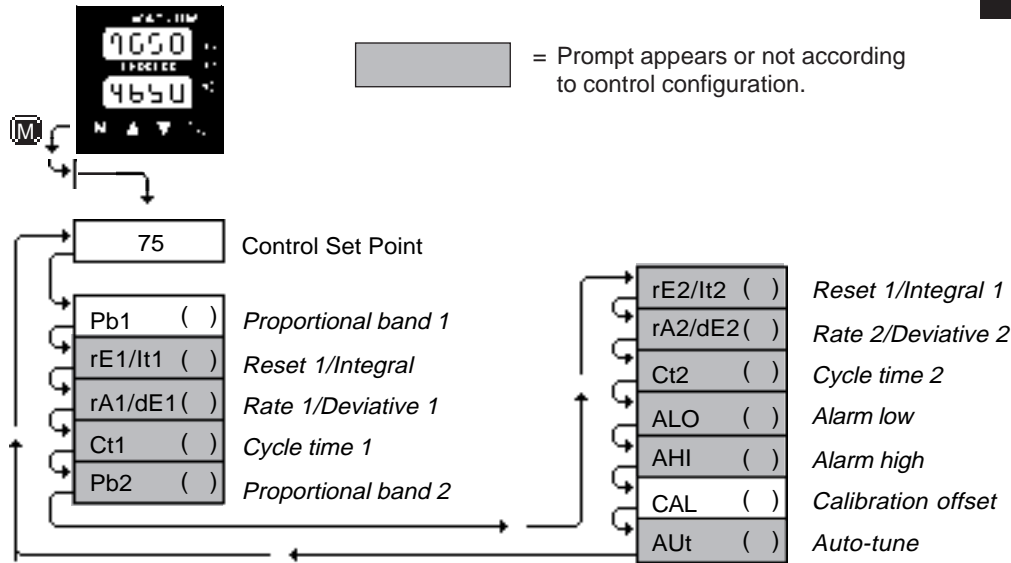 = Prompt appears or not according
to control configuration.
M
75 Control Set Point
Pb1 ( ) Proportional band 1
rE1/It1 ( ) Reset 1/Integral
rA1/dE1 ( ) Rate 1/Deviative 1
Ct1 ( ) Cycle time 1
Pb2 ( ) Proportional band 2
rE2/It2 ( ) Reset 1/Integral 1
rA2/dE2 ( ) Rate 2/Deviative 2
Ct2 ( ) Cycle time 2
ALO ( ) Alarm low
AHI ( ) Alarm high
CAL ( ) Calibration offset
AUt ( ) Auto-tune